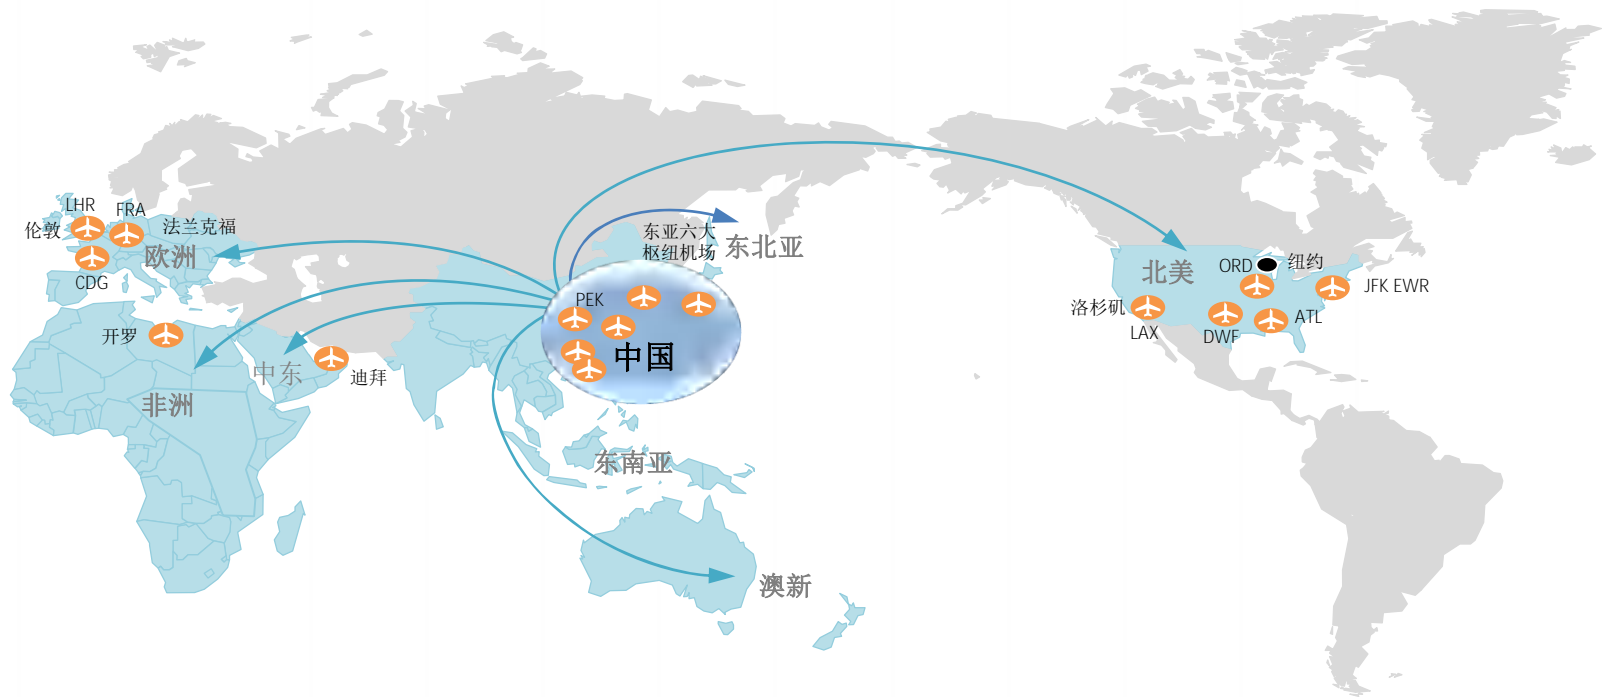 LHR
FRA
伦敦
法兰克福
欧洲
CDG
开罗
中东
迪拜
非洲
东亚六大
枢纽机场
东北亚
PEK
中国
东南亚
澳新
北美
ORD
纽约
JFK EWR
洛杉矶
LAX
DWF
ATL